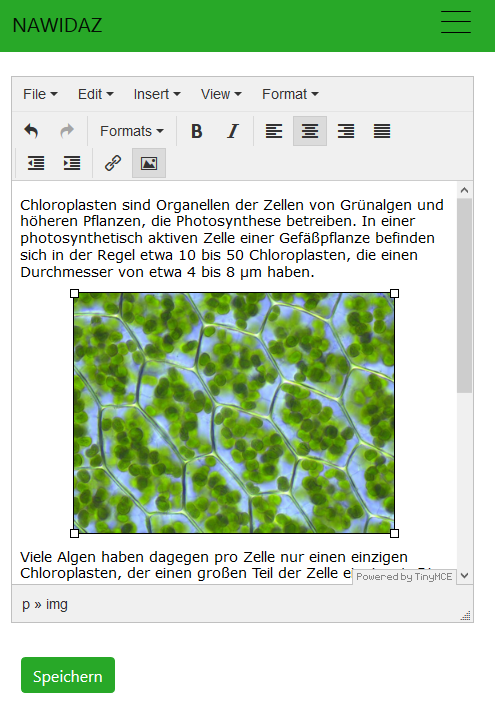 NAWIDAZ
File Edit Insert View Format
Formats B I
Chloroplasten sind Organellen der Zellen von Grünalgen und
höheren Pflanzen, die Photosynthese betreiben. In einer
photosynthetisch aktiven Zelle einer Gefäßpflanze befinden
sich in der Regel etwa 10 bis 50 Chloroplasten, die einen
Durchmesser von etwa 4 bis 8 µm haben.
Viele Algen haben dagegen pro Zelle nur einen einzigen
Chloroplasten, der einen großen Teil der Zelle
Powered by TinyMCE
p » img
Speichern